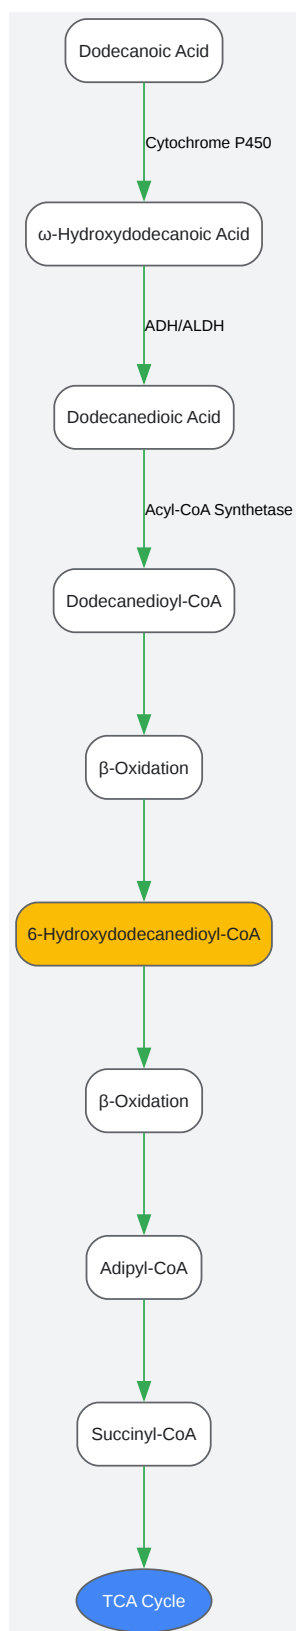 Dodecanoic Acid
Cytochrome P450
ω-Hydroxydodecanoic Acid
ADH/ALDH
Dodecanedioic Acid
Acyl-CoA Synthetase
Dodecanedioyl-CoA
β-Oxidation
6-Hydroxydodecanedioyl-CoA
β-Oxidation
Adipyl-CoA
Succinyl-CoA
TCA Cycle